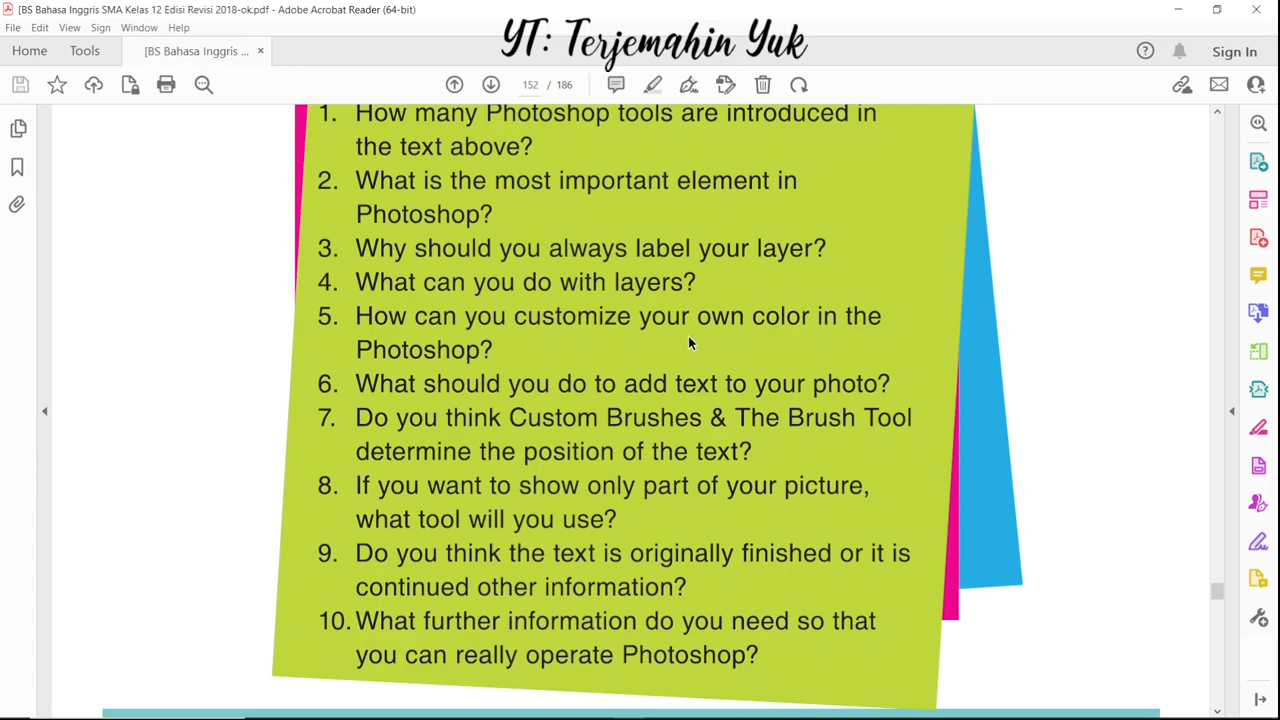 [BS Bahasa Inggris SMA Kelas 12 Edisi Revisi 2018-ok.pdf - Adobe Acrobat Reader (64-bit)
File Edit View Sign Window Help
YT: Terjemahin Yuk
Home Tools [BS Bahasa Inggris ... × Sign In
152 / 186
1. How many Photoshop tools are introduced in
the text above?
2. What is the most important element in
Photoshop?
3. Why should you always label your layer?
4. What can you do with layers?
5. How can you customize your own color in the
Photoshop?
6. What should you do to add text to your photo?
7. Do you think Custom Brushes & The Brush Tool
determine the position of the text?
8. If you want to show only part of your picture,
what tool will you use?
9. Do you think the text is originally finished or it is
continued other information?
10. What further information do you need so that
you can really operate Photoshop?